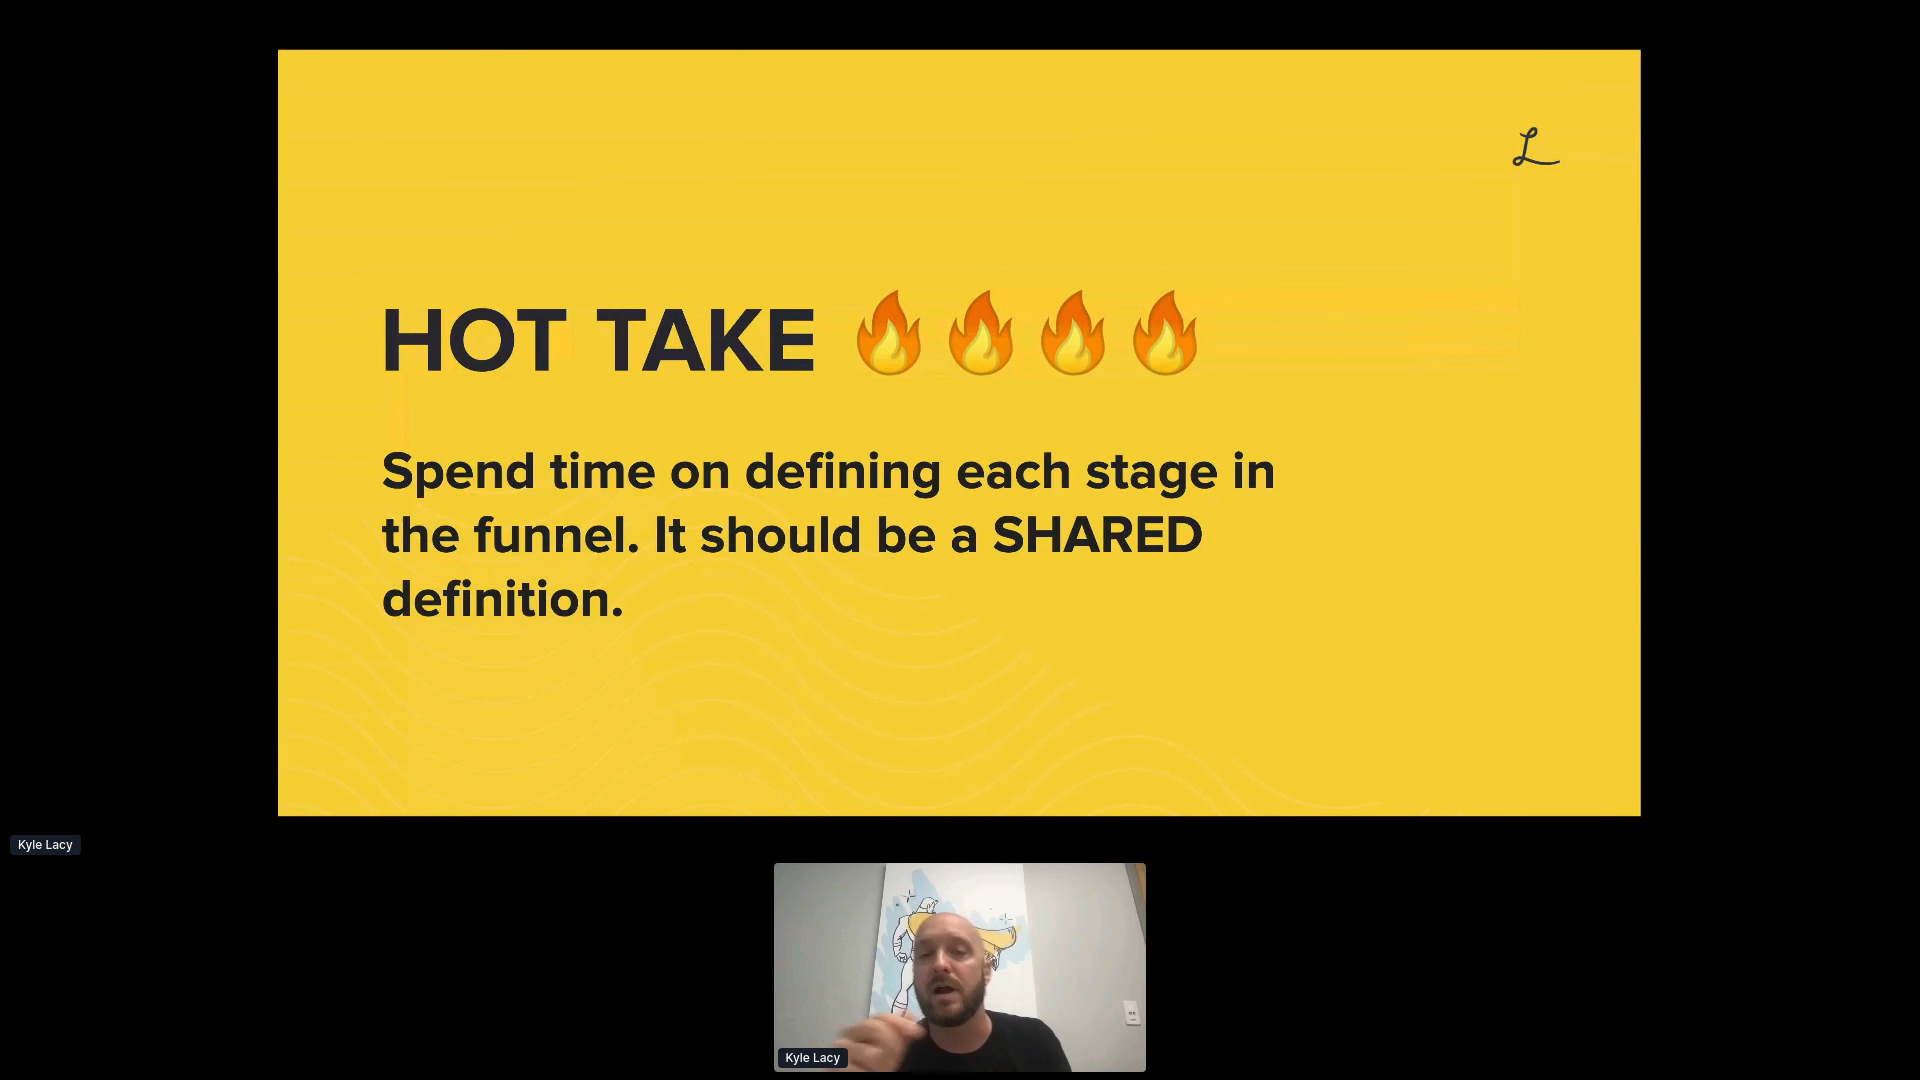 L
HOT TAKE 🔥🔥🔥🔥
Spend time on defining each stage in
the funnel. It should be a SHARED
definition.
Kyle Lacy
Kyle Lacy